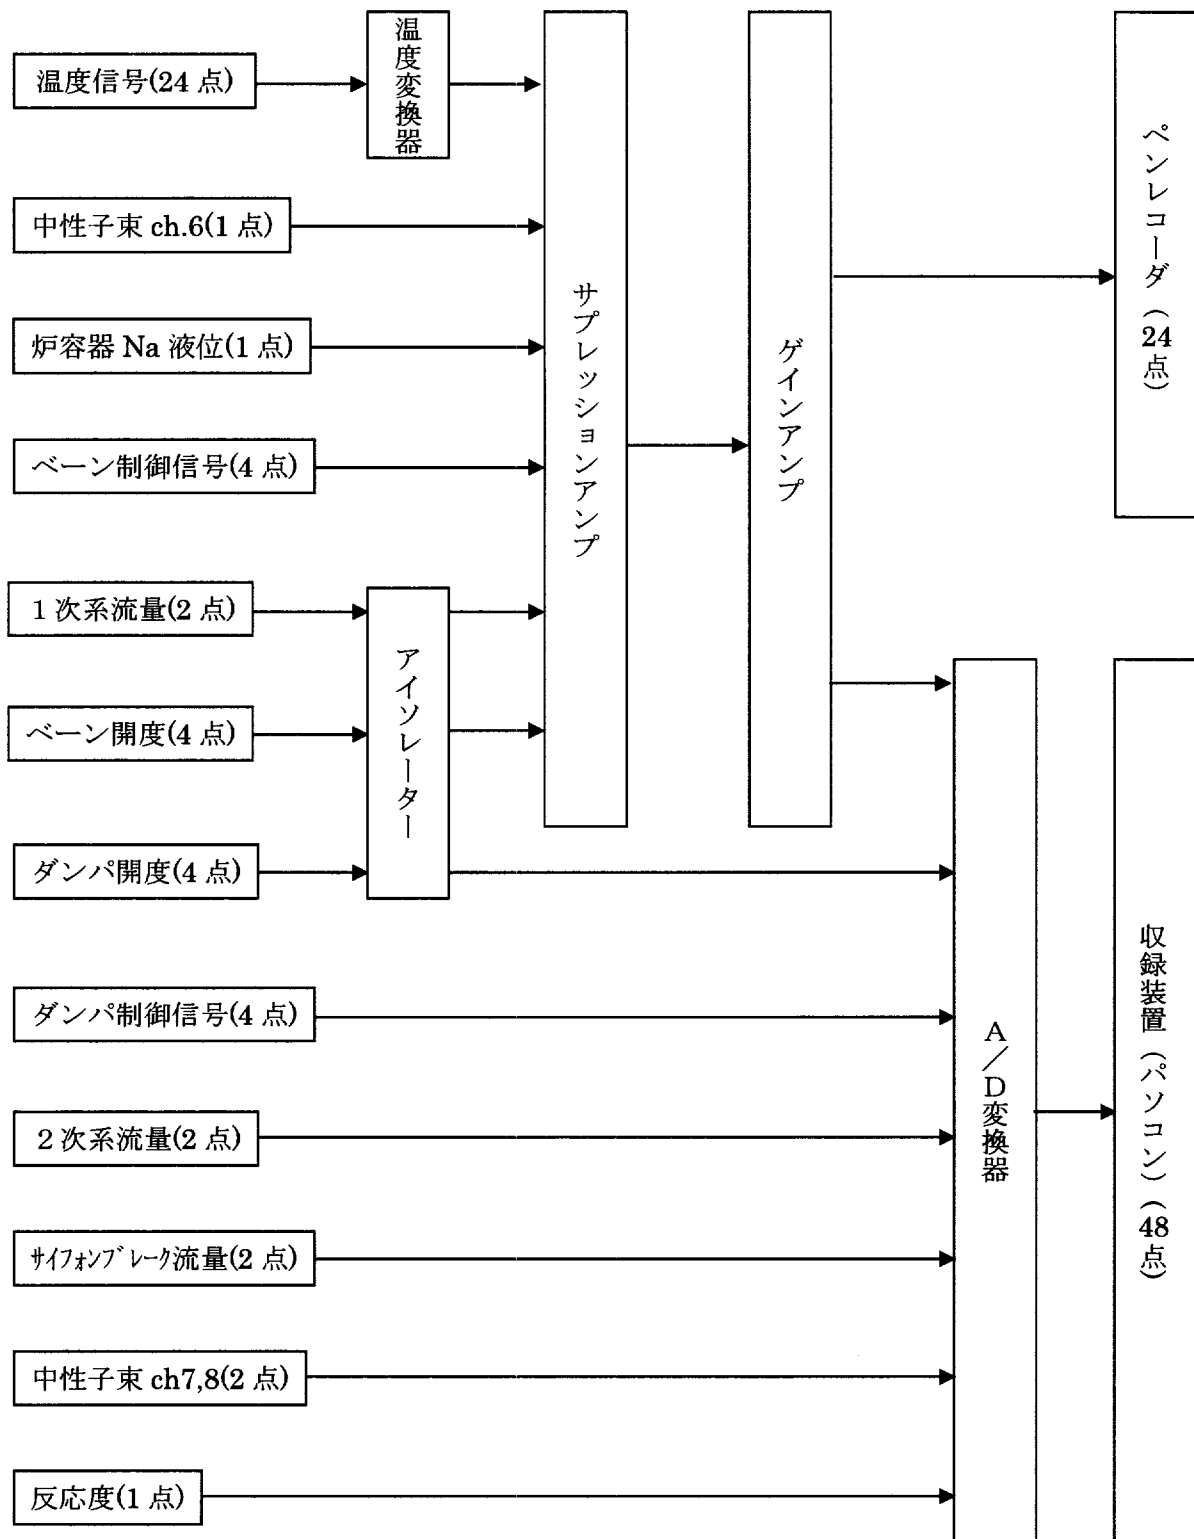 温度信号(24 点)
温度変換器
中性子束 ch.6(1 点)
炉容器 Na 液位(1 点)
ベーン制御信号(4 点)
1 次系流量(2 点)
ベーン開度(4 点)
ダンパ開度(4 点)
アイソレーター
サプレッションアンプ
ゲインアンプ
ペンレコーダ(24点)
ダンパ制御信号(4 点)
2 次系流量(2 点)
サイフォンブレーク流量(2 点)
中性子束 ch7,8(2 点)
反応度(1 点)
A/D変換器
収録装置(パソコン)(48点)